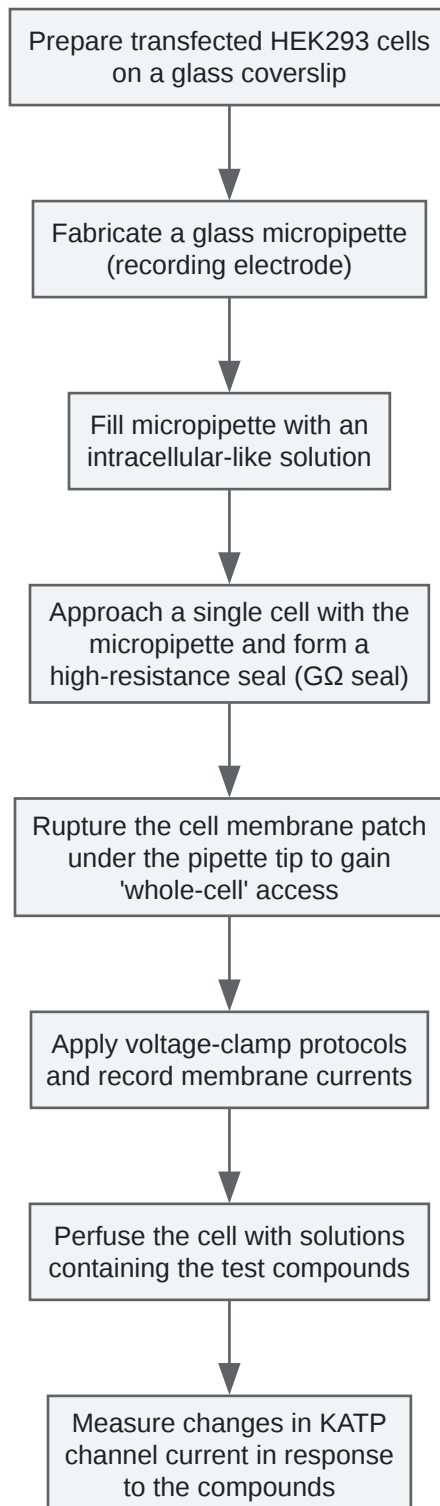 Prepare transfected HEK293 cells
on a glass coverslip
Fabricate a glass micropipette
(recording electrode)
Fill micropipette with an
intracellular-like solution
Approach a single cell with the
micropipette and form a
high-resistance seal (GΩ seal)
Rupture the cell membrane patch
under the pipette tip to gain
'whole-cell' access
Apply voltage-clamp protocols
and record membrane currents
Perfuse the cell with solutions
containing the test compounds
Measure changes in KATP
channel current in response
to the compounds